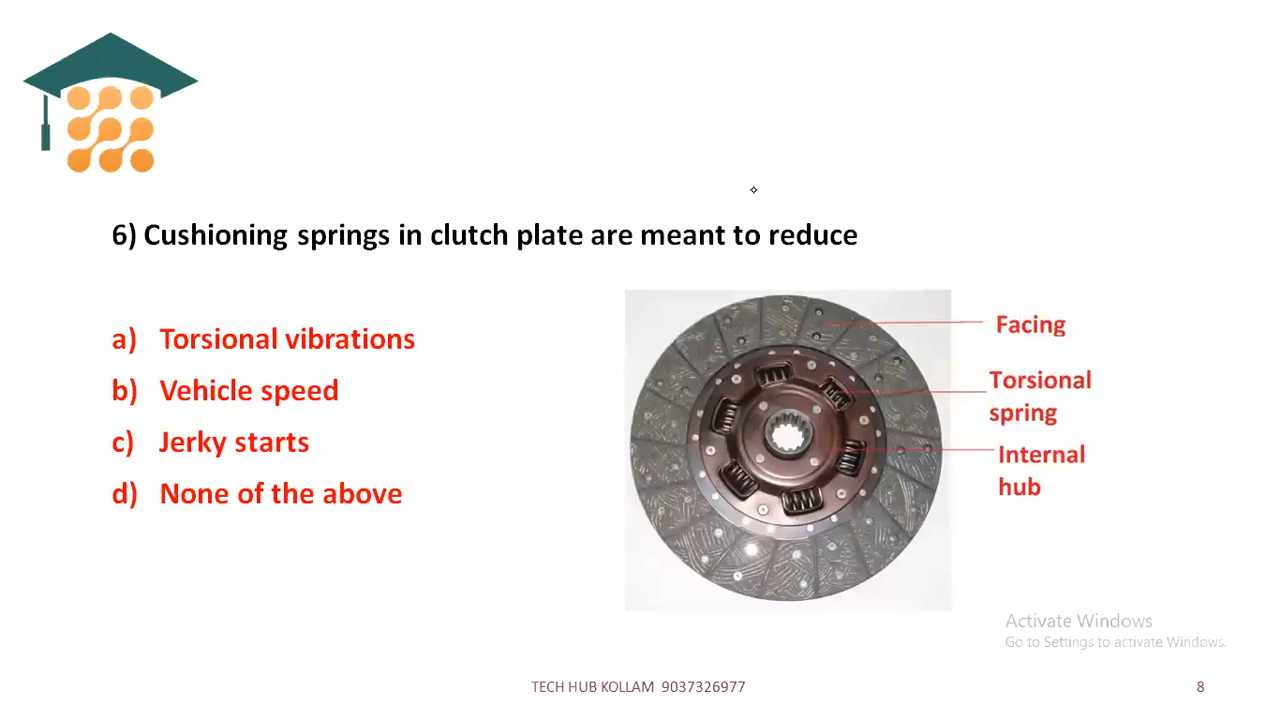 6) Cushioning springs in clutch plate are meant to reduce
a) Torsional vibrations
b) Vehicle speed
c) Jerky starts
d) None of the above
Facing
Torsional
spring
Internal
hub
Activate Windows
Go to Settings to activate Windows.
TECH HUB KOLLAM 9037326977
8